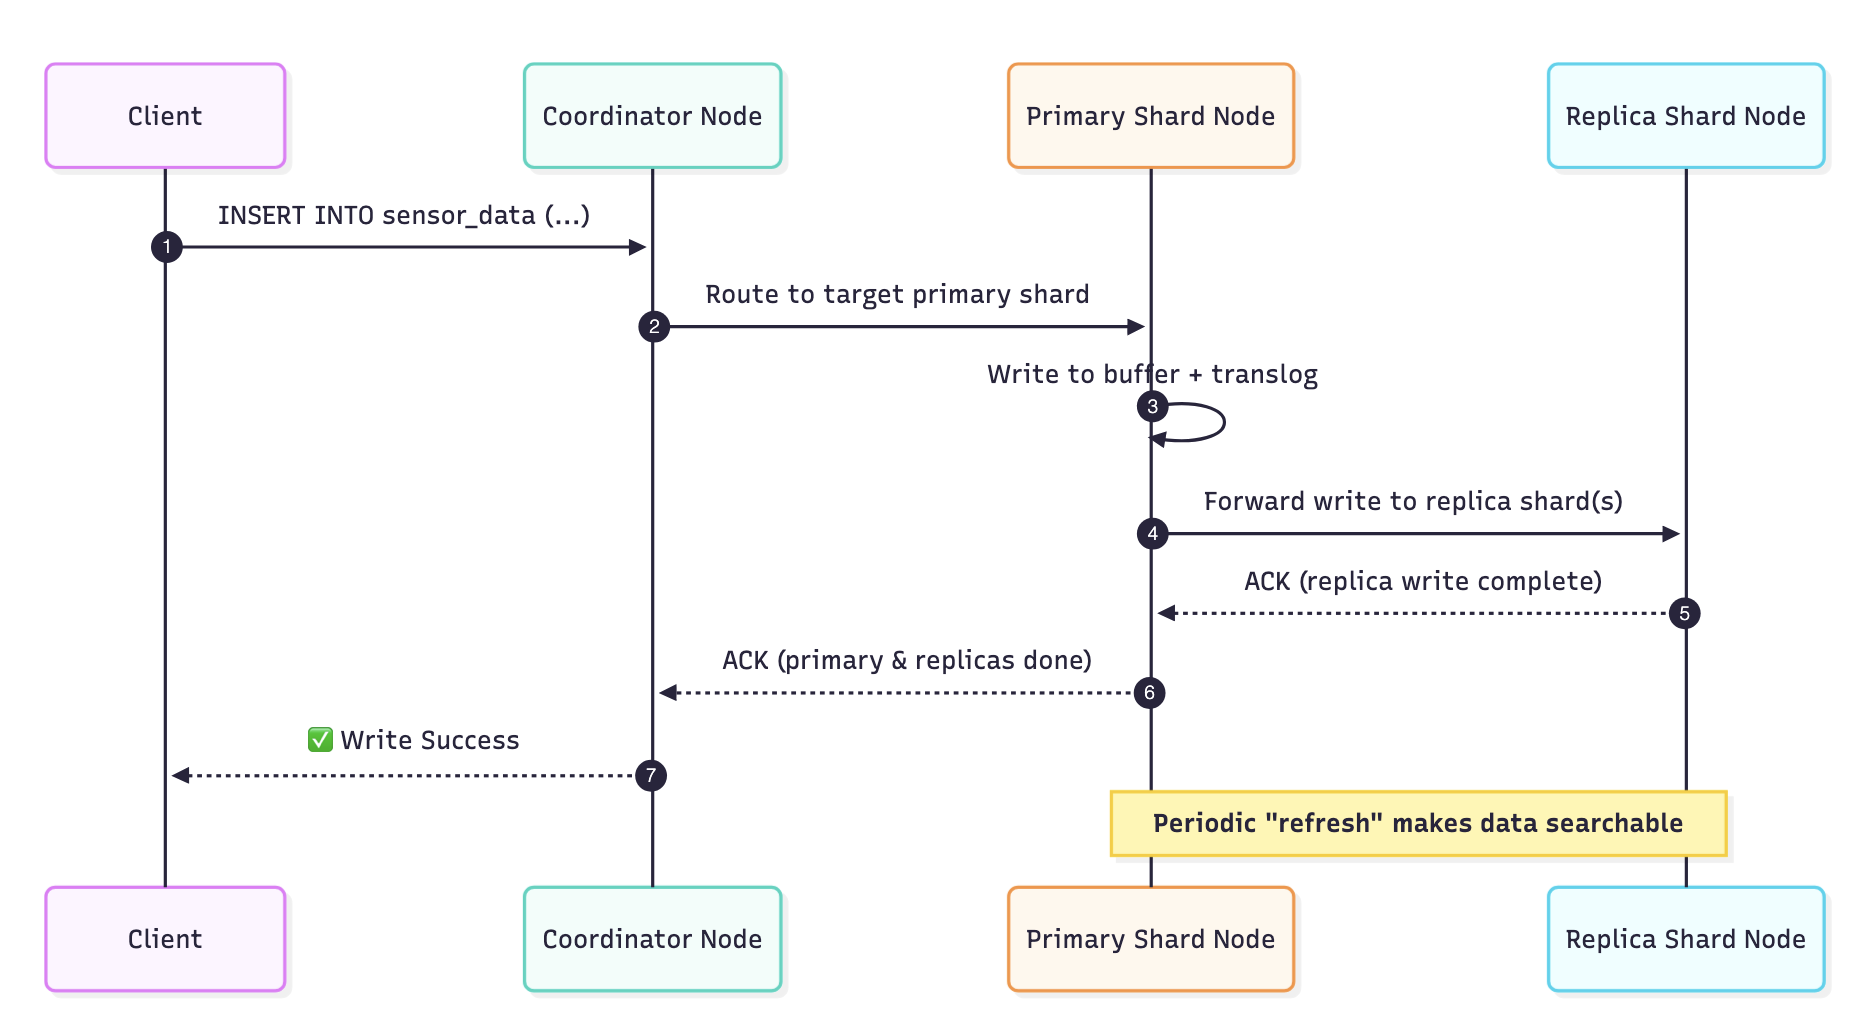 Client
Coordinator Node
Primary Shard Node
Replica Shard Node
INSERT INTO sensor_data (...)
1
Route to target primary shard
2
Write to buffer + translog
3
Forward write to replica shard(s)
4
ACK (replica write complete)
5
ACK (primary & replicas done)
6
✅ Write Success
7
Periodic "refresh" makes data searchable
Client
Coordinator Node
Primary Shard Node
Replica Shard Node